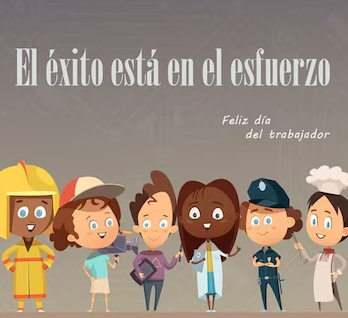 El éxito está en el esfuerzo
Feliz día
del trabajador